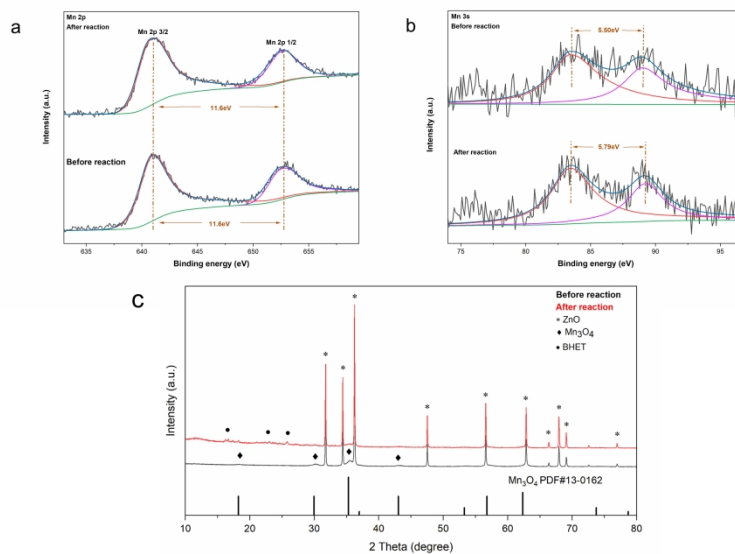 a
Mn 2p
After reaction
Mn 2p 3/2
Mn 2p 1/2
11.6eV
Before reaction
11.6eV
Intensity (a.u.)
635 641 648 655
Binding energy (eV)
b
Mn 3s
Before reaction
5.50eV
After reaction
5.79eV
Intensity (a.u.)
75 80 85 90 95
Binding energy (eV)
c
Before reaction
After reaction
* ZnO
♦ Mn₃O₄
• BHET
Mn₃O₄ PDF#13-0162
Intensity (a.u.)
10 20 30 40 50 60 70 80
2 Theta (degree)